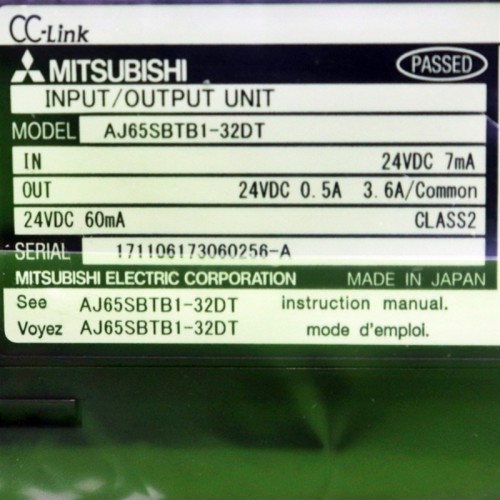 CC-Link
MITSUBISHI PASSED
INPUT/OUTPUT UNIT
MODEL AJ65SBTB1-32DT
IN 24VDC 7mA
OUT 24VDC 0.5A 3.6A/Common
24VDC 60mA CLASS2
SERIAL 171106173060256-A
MITSUBISHI ELECTRIC CORPORATION MADE IN JAPAN
See AJ65SBTB1-32DT instruction manual.
Voyez AJ65SBTB1-32DT mode d'emploi.